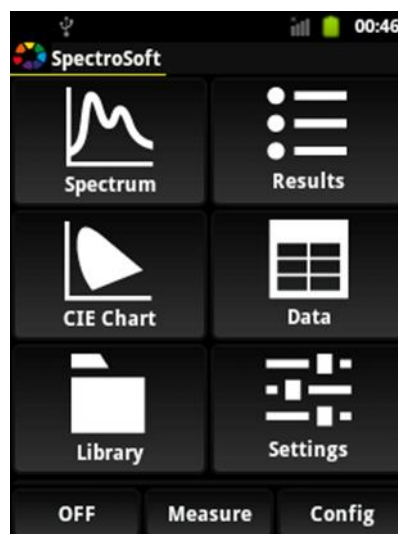 00:46
SpectroSoft
Spectrum
Results
CIE Chart
Data
Library
Settings
OFF
Measure
Config